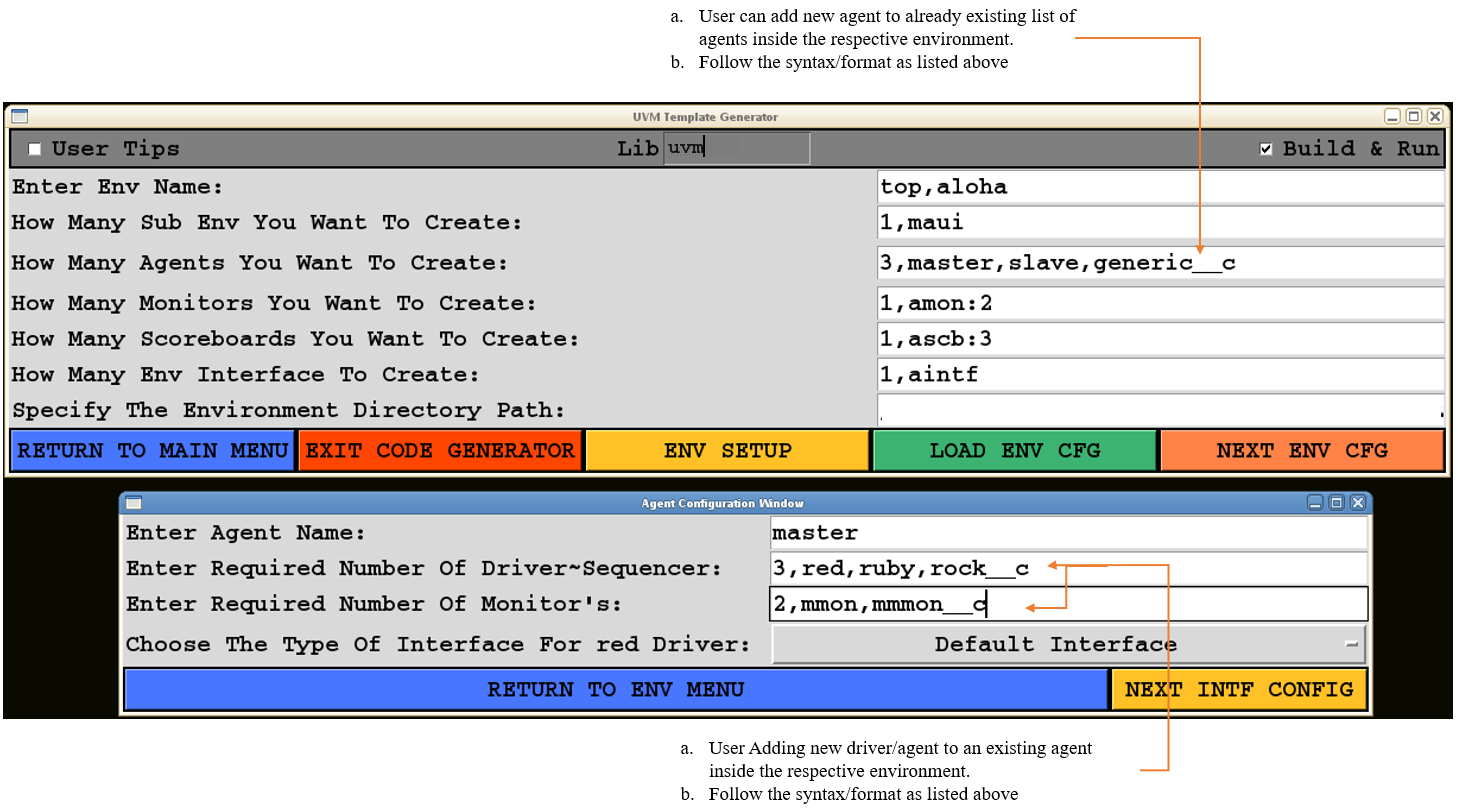 a. User can add new agent to already existing list of
agents inside the respective environment.
b. Follow the syntax/format as listed above
UVM Template Generator
User Tips Lib uvm Build & Run
Enter Env Name: top,aloha
How Many Sub Env You Want To Create: 1,maui
How Many Agents You Want To Create: 3,master,slave,generic__c
How Many Monitors You Want To Create: 1,amon:2
How Many Scoreboards You Want To Create: 1,ascb:3
How Many Env Interface To Create: 1,aintf
Specify The Environment Directory Path:
RETURN TO MAIN MENU EXIT CODE GENERATOR ENV SETUP LOAD ENV CFG NEXT ENV CFG
Agent Configuration Window
Enter Agent Name: master
Enter Required Number Of Driver~Sequencer: 3,red,ruby,rock__c
Enter Required Number Of Monitor's: 2,mmon,mmmon__c
Choose The Type Of Interface For red Driver: Default Interface
RETURN TO ENV MENU NEXT INTF CONFIG
a. User Adding new driver/agent to an existing agent
inside the respective environment.
b. Follow the syntax/format as listed above